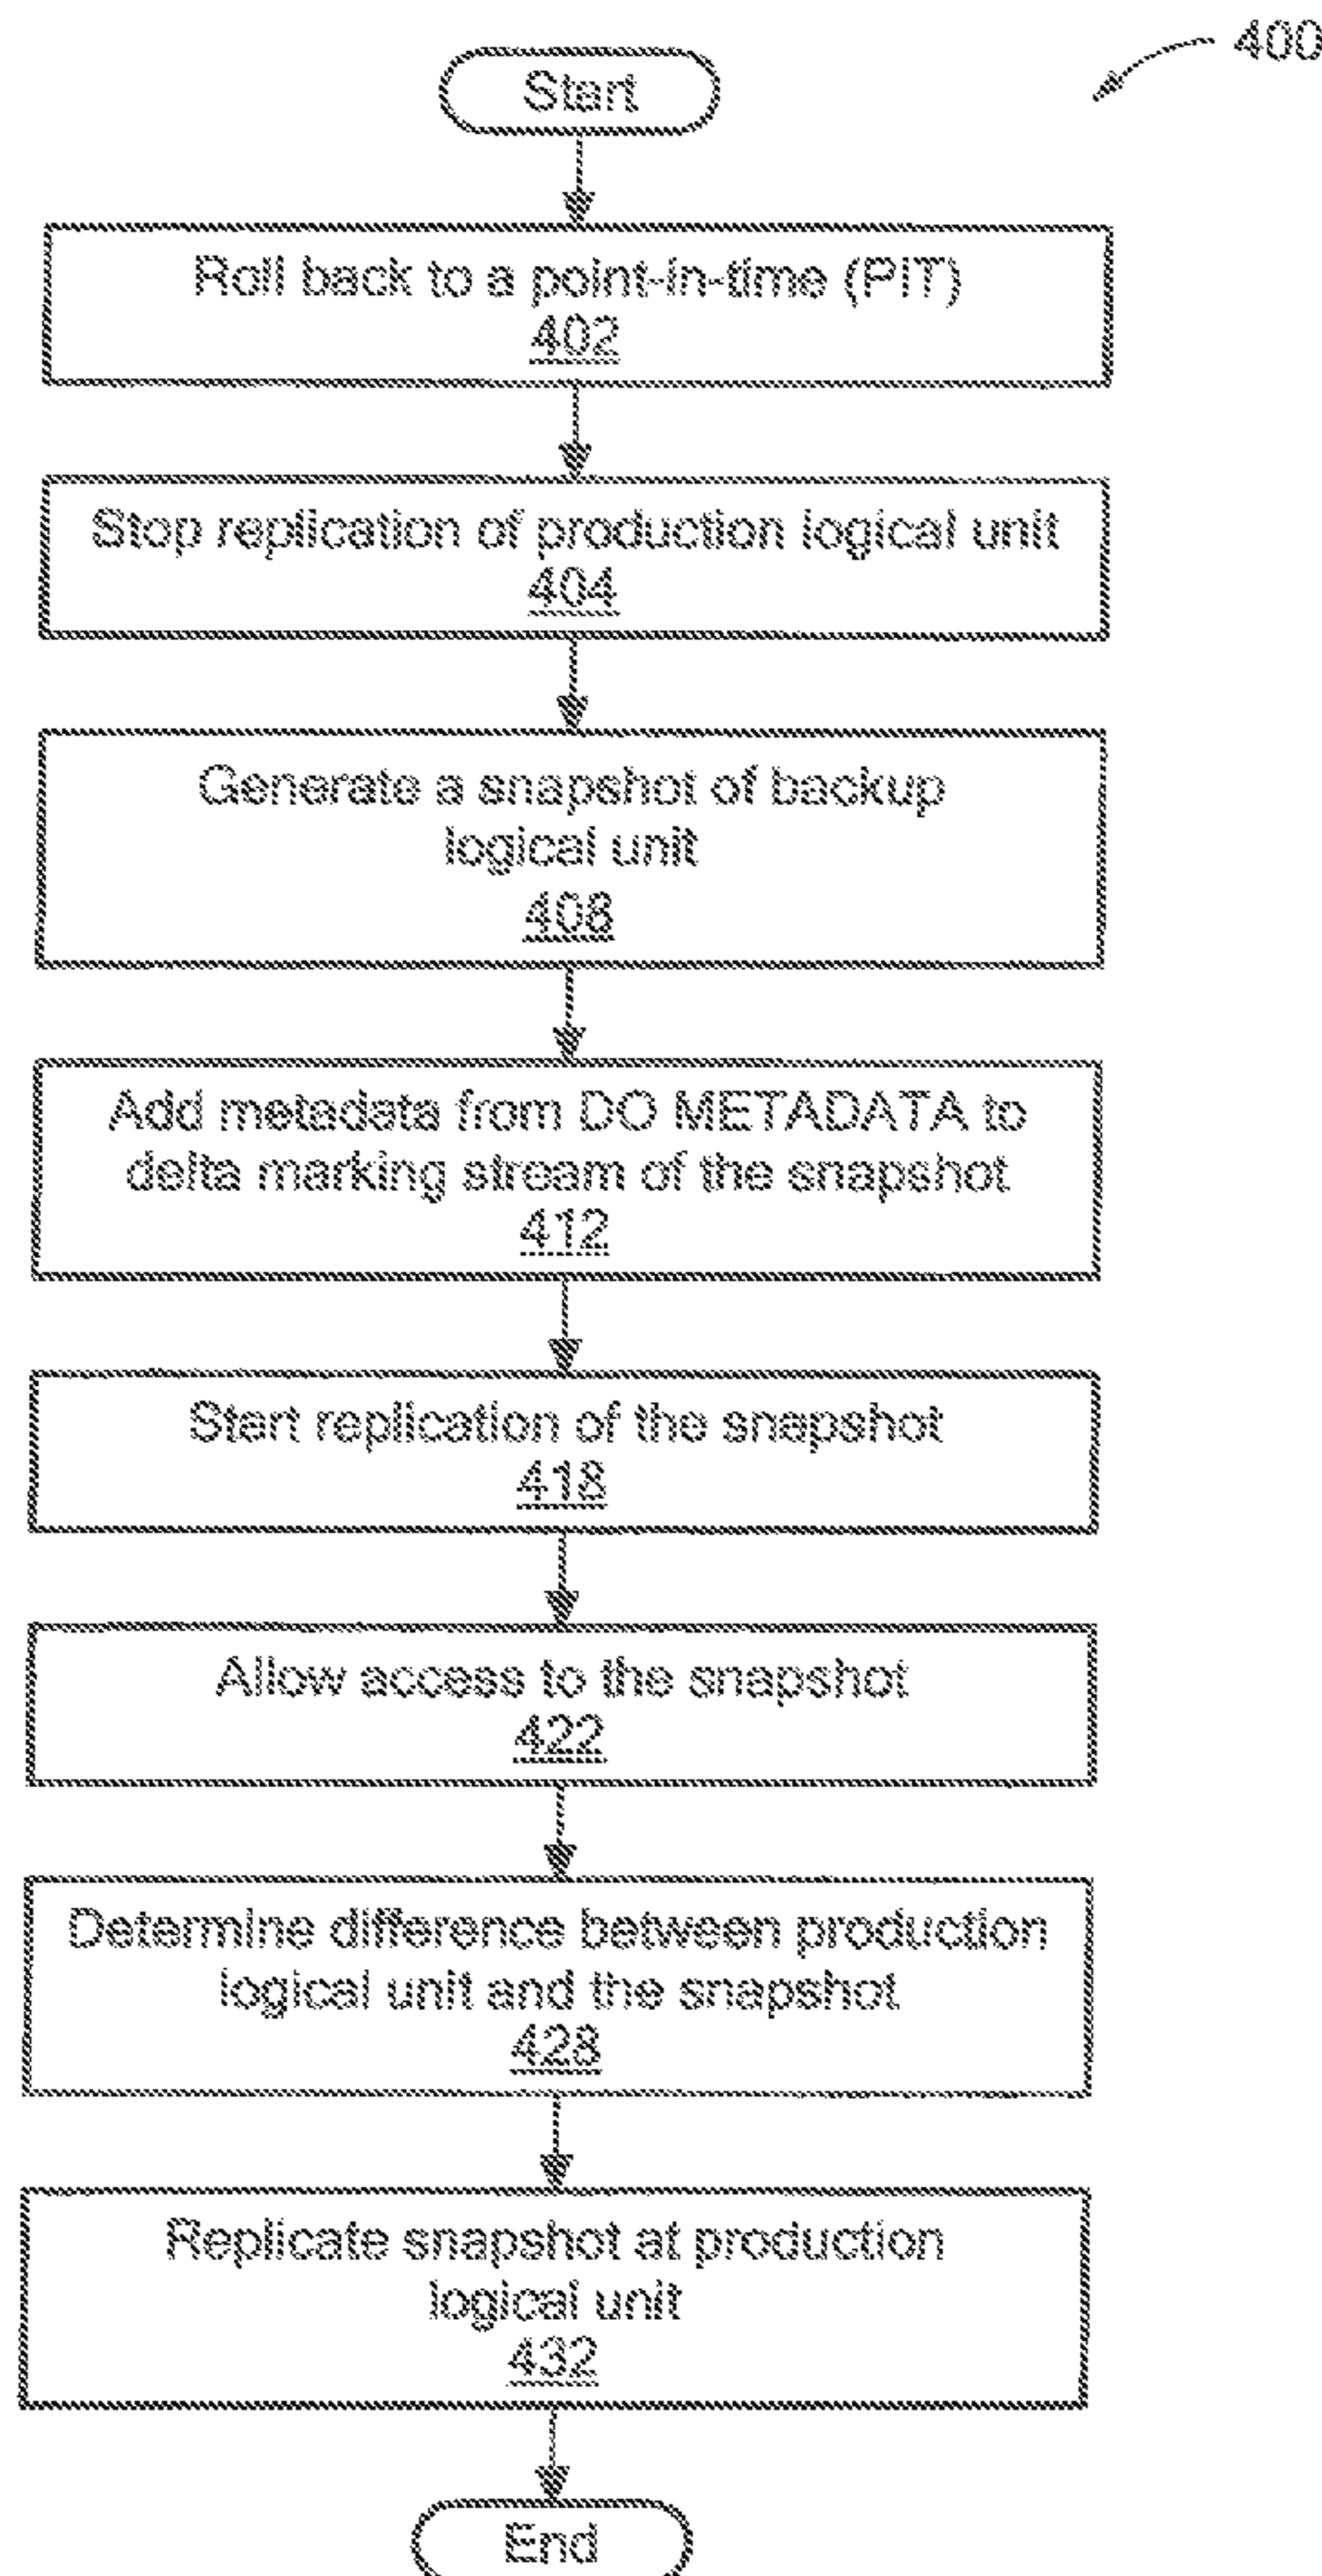 400
Start
Roll back to a point-in-time (PIT)
402
Stop replication of production logical unit
404
Generate a snapshot of backup
logical unit
408
Add metadata from DO METADATA to
delta marking stream of the snapshot
412
Start replication of the snapshot
418
Allow access to the snapshot
422
Determine difference between production
logical unit and the snapshot
428
Replicate snapshot at production
logical unit
432
End